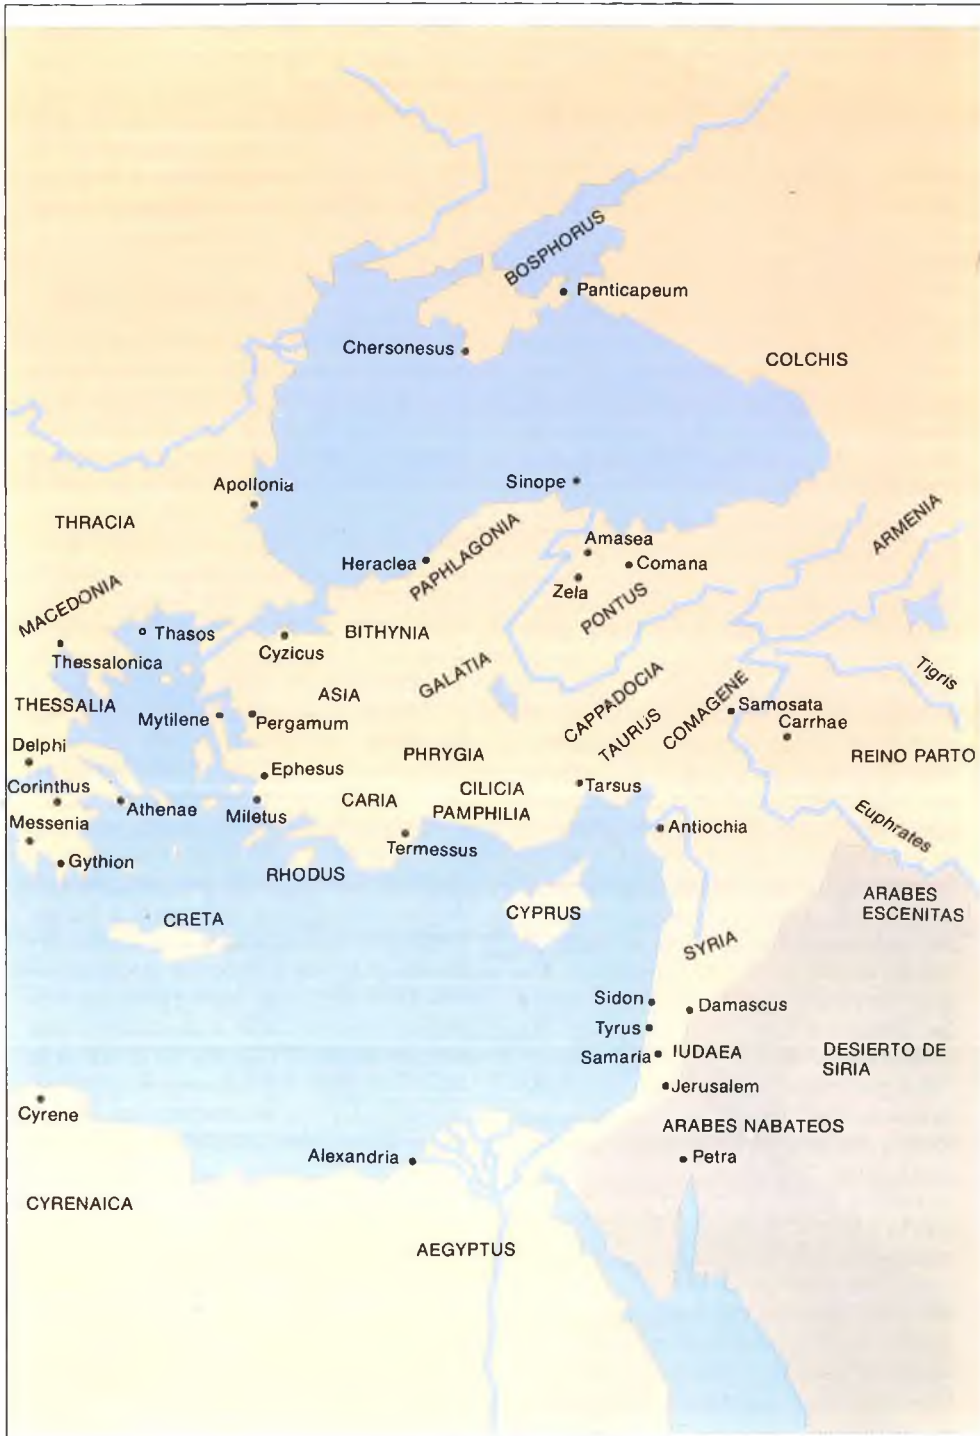 BOSPHORUS
Panticapeum
Chersonesus
COLCHIS
Apollonia
Sinope
THRACIA
ARMENIA
PAPHLAGONIA
Amasea
Heraclea
Comana
Zela
MACEDONIA
PONTUS
Thasos
BITHYNIA
Cyzicus
Thessalonica
GALATIA
Tigris
ASIA
CAPPADOCIA
COMAGENE
THESSALIA
Mytilene
Pergamum
TAURUS
Samosata
Carrhae
Delphi
PHRYGIA
REINO PARTO
Ephesus
Corinthus
CILICIA
Tarsus
CARIA
Athenae
Miletus
PAMPHILIA
Euphrates
Messenia
Antiochia
Termessus
Gythion
RHODUS
ARABES
ESCENITAS
CRETA
CYPRUS
SYRIA
Sidon
Damascus
Tyrus
Samaria
IUDAEA
DESIERTO DE
SIRIA
Jerusalem
Cyrene
ARABES NABATEOS
Alexandria
Petra
CYRENAICA
AEGYPTUS